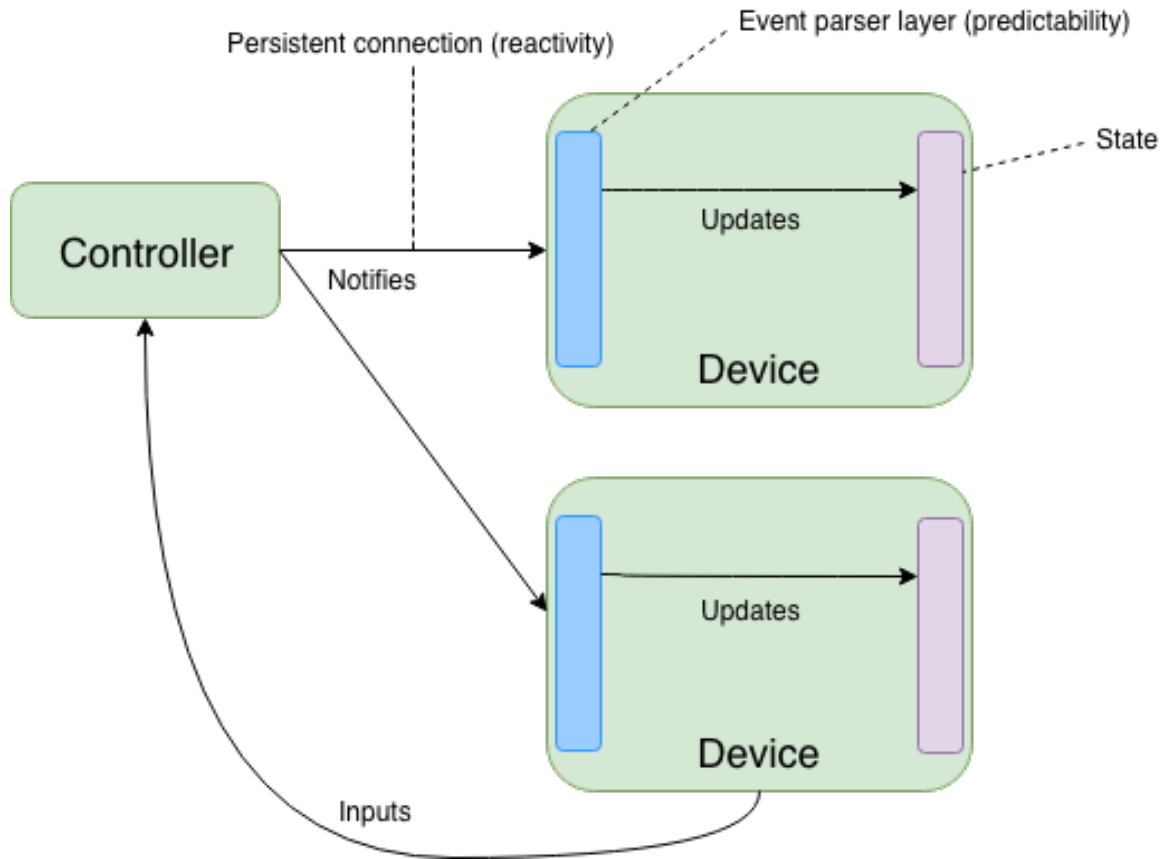 Event parser layer (predictability)
Persistent connection (reactivity)
State
Updates
Controller
Notifies
Device
Updates
Device
Inputs